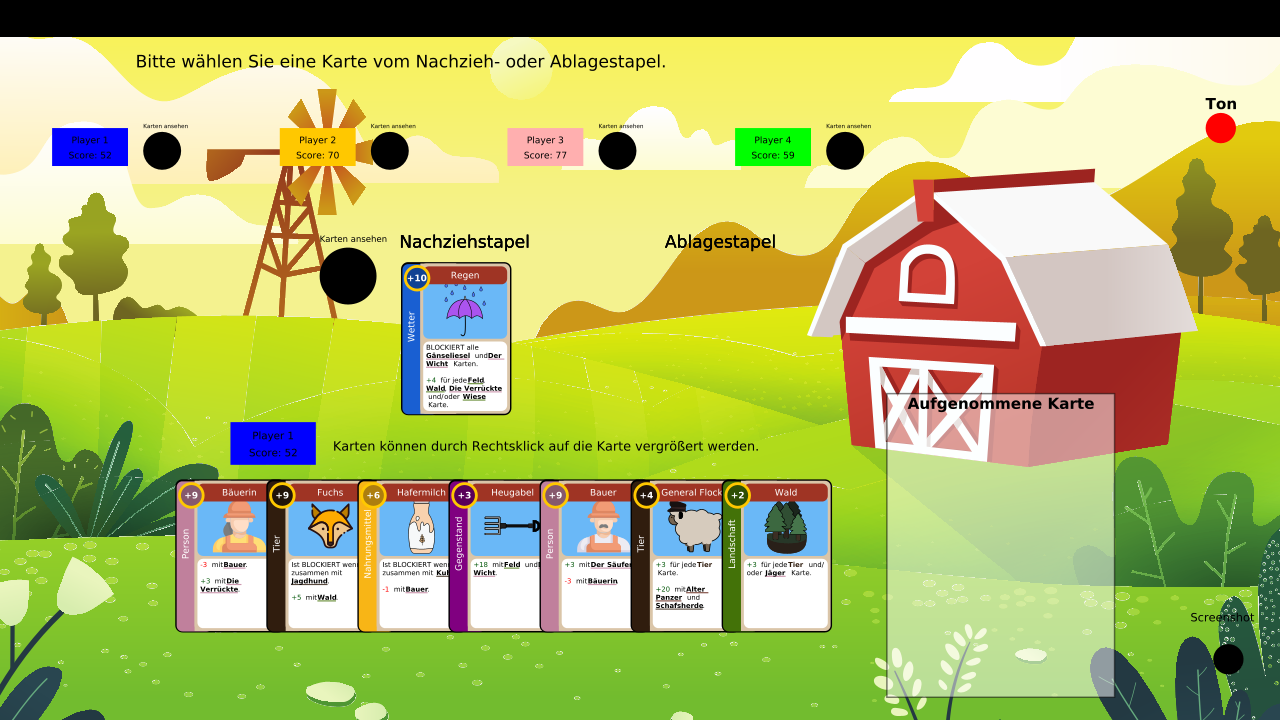 Bitte wählen Sie eine Karte vom Nachzieh- oder Ablagestapel.
Ton
Karten ansehen
Karten ansehen
Karten ansehen
Karten ansehen
Player 1
Score: 52
Player 2
Score: 70
Player 3
Score: 77
Player 4
Score: 59
Karten ansehen
Nachziehstapel
Ablagestapel
+10
Regen
Wetter
BLOCKIERT alle
Gänseliesel und Der
Wicht Karten.
+4 für jede Feld,
Wald, Die Verrückte
und/oder Wiese
Karte.
Aufgenommene Karte
Player 1
Score: 52
Karten können durch Rechtsklick auf die Karte vergrößert werden.
+9
Bäuerin
Person
-3 mit Bauer.
+3 mit Die
Verrückte.
+9
Fuchs
Tier
Ist BLOCKIERT wen
zusammen mit
Jagdhund.
+5 mit Wald.
+6
Hafermilch
Nahrungsmittel
Ist BLOCKIERT wen
zusammen mit Kuh
-1 mit Bauer.
+3
Heugabel
Gegenstand
+18 mit Feld und
Wicht.
+9
Bauer
Person
+3 mit Der Säufer
-3 mit Bäuerin.
+4
General Flock
Tier
+3 für jede Tier
Karte.
+20 mit Alter
Panzer und
Schafsherde.
+2
Wald
Landschaft
+3 für jede Tier und/
oder Jäger Karte.
Screenshot